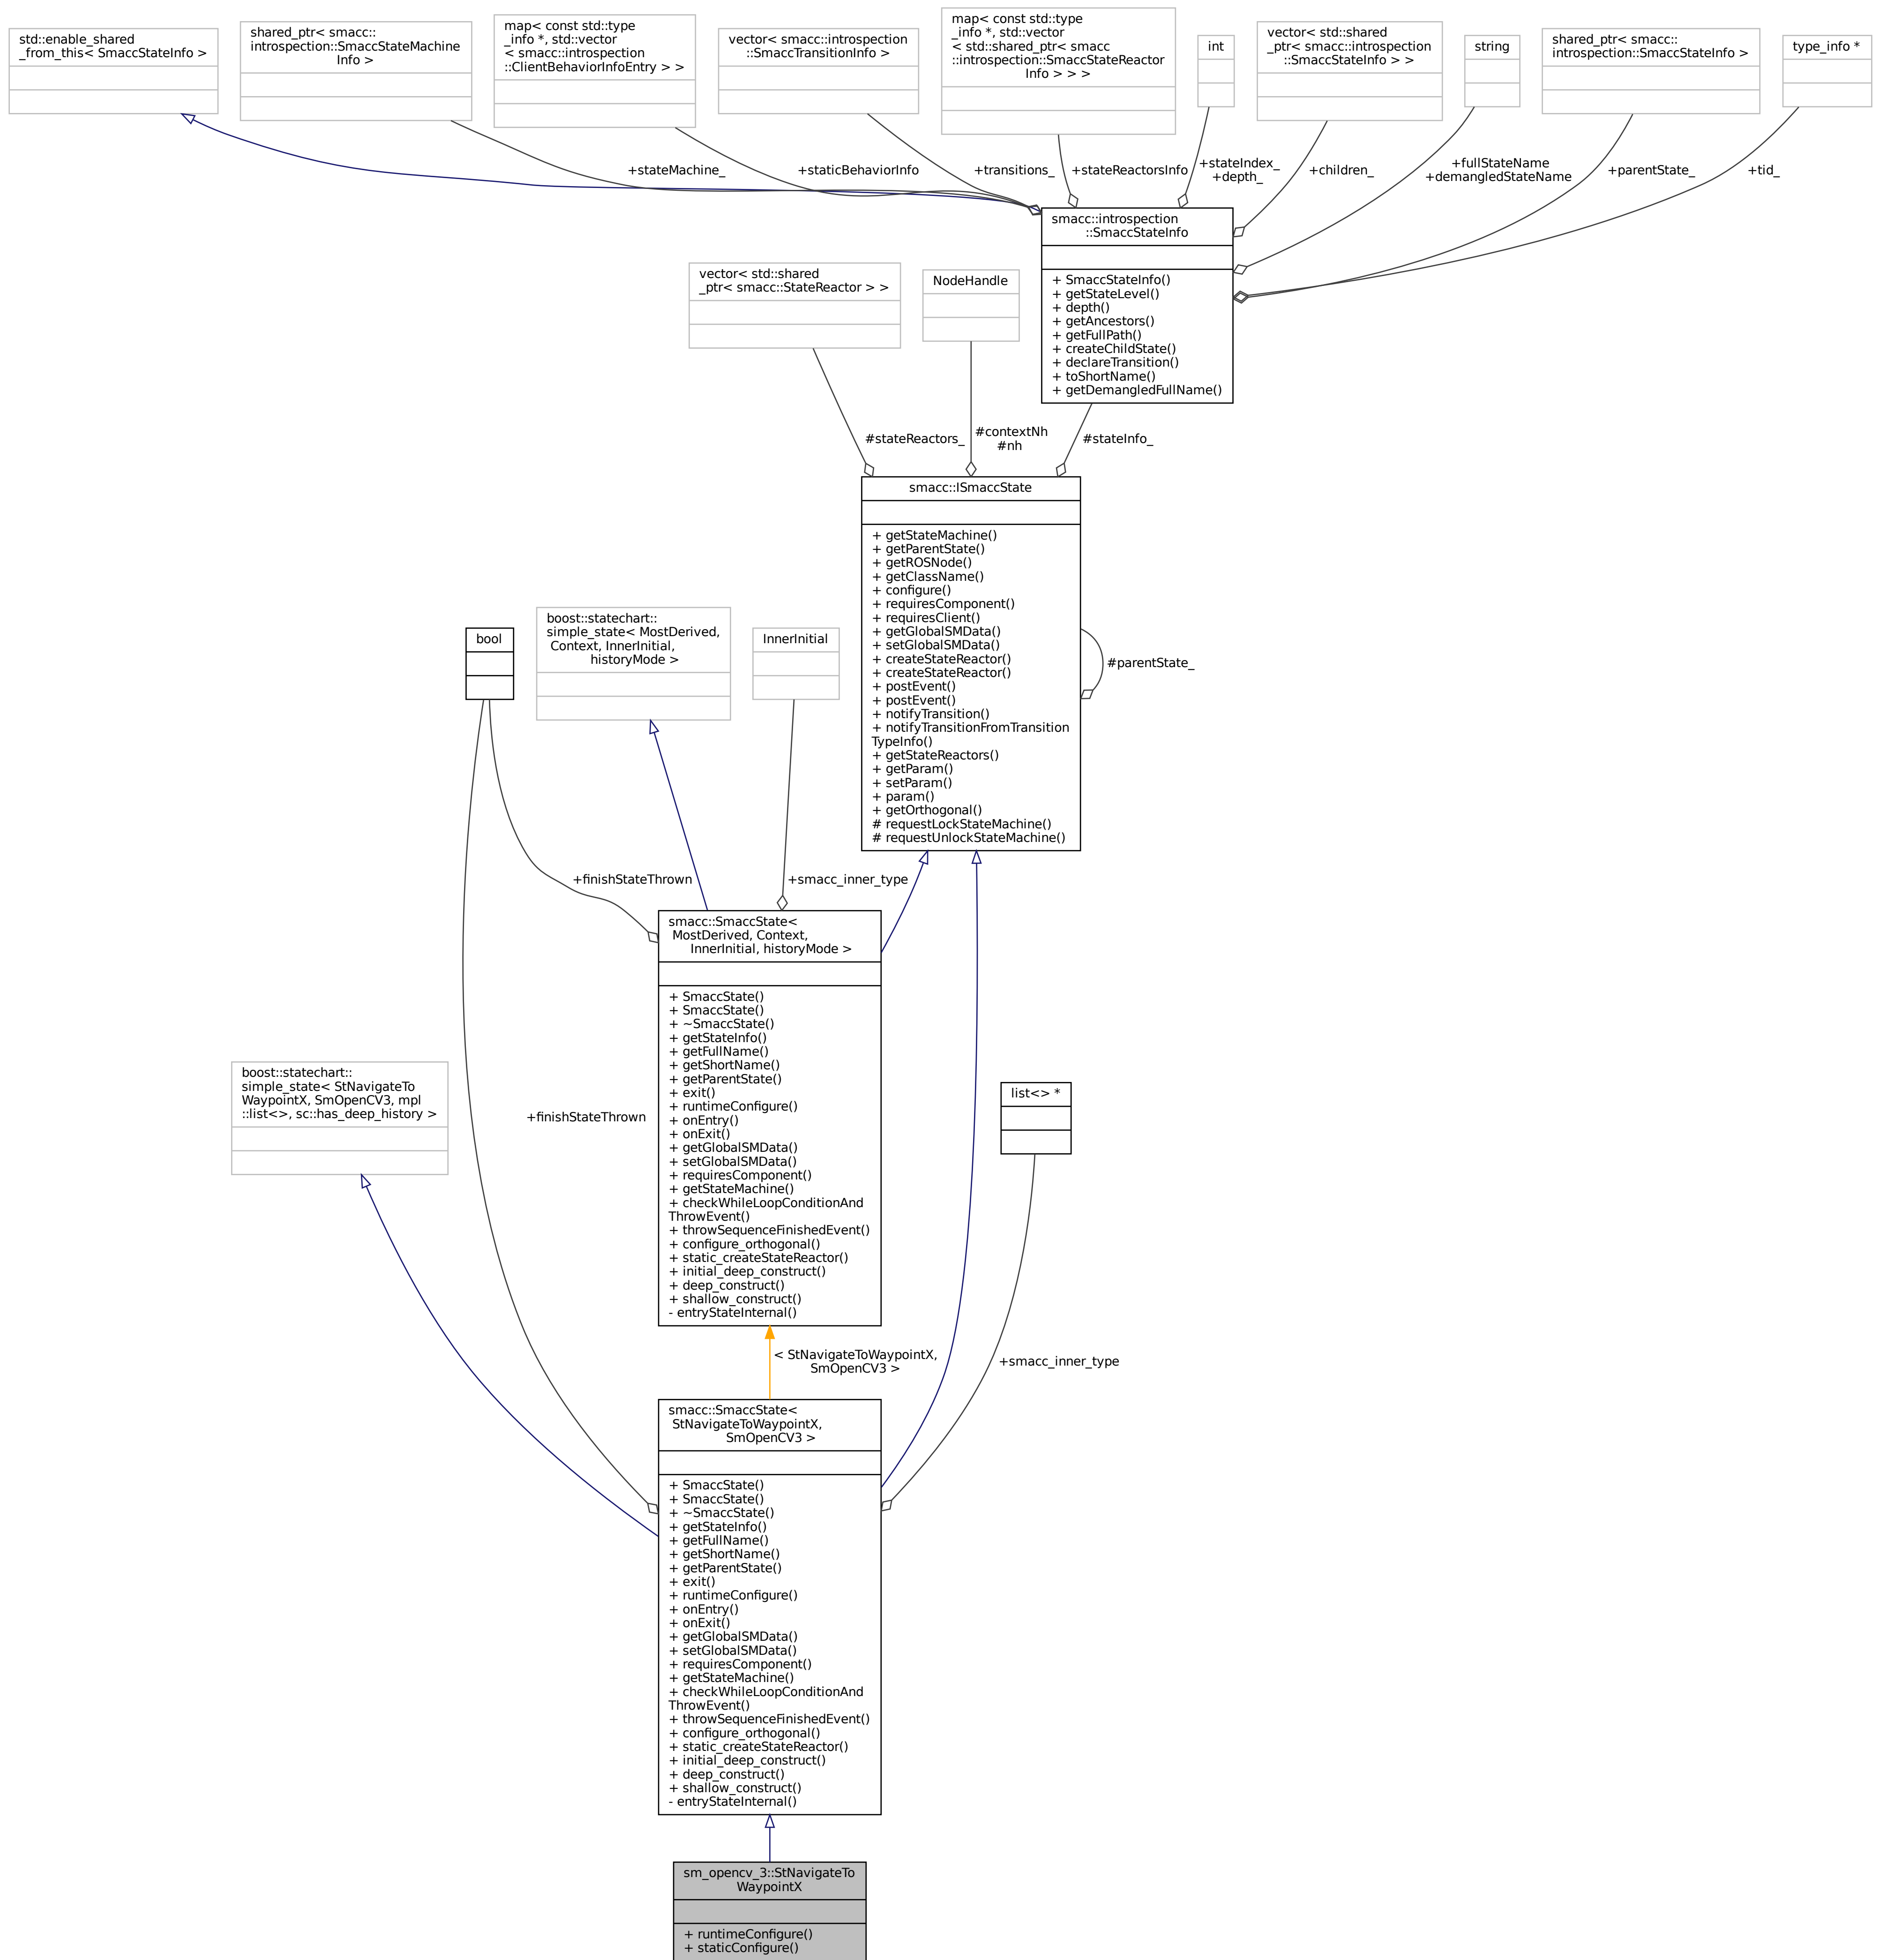 std::enable_shared
_from_this< SmaccStateInfo >
shared_ptr< smacc::
introspection::SmaccStateMachine
Info >
map< const std::type
_info *, std::vector
< smacc::introspection
::ClientBehaviorInfoEntry > >
vector< smacc::introspection
::SmaccTransitionInfo >
map< const std::type
_info *, std::vector
< std::shared_ptr< smacc
::introspection::SmaccStateReactor
Info > > >
int
vector< std::shared
_ptr< smacc::introspection
::SmaccStateInfo > >
string
shared_ptr< smacc::
introspection::SmaccStateInfo >
type_info *
+stateMachine_
+staticBehaviorInfo
+transitions_
+stateReactorsInfo
+stateIndex_
+depth_
+children_
+fullStateName
+demangledStateName
+parentState_
+tid_
smacc::introspection
::SmaccStateInfo
+ SmaccStateInfo()
+ getStateLevel()
+ depth()
+ getAncestors()
+ getFullPath()
+ createChildState()
+ declareTransition()
+ toShortName()
+ getDemangledFullName()
vector< std::shared
_ptr< smacc::StateReactor > >
NodeHandle
#stateReactors_
#contextNh
#nh
#stateInfo_
smacc::ISmaccState
+ getStateMachine()
+ getParentState()
+ getROSNode()
+ getClassName()
+ configure()
+ requiresComponent()
+ requiresClient()
+ getGlobalSMData()
+ setGlobalSMData()
+ createStateReactor()
+ createStateReactor()
+ postEvent()
+ postEvent()
+ notifyTransition()
+ notifyTransitionFromTransition
TypeInfo()
+ getStateReactors()
+ getParam()
+ setParam()
+ param()
+ getOrthogonal()
# requestLockStateMachine()
# requestUnlockStateMachine()
#parentState_
bool
boost::statechart::
simple_state< MostDerived,
Context, InnerInitial,
historyMode >
InnerInitial
+finishStateThrown
+smacc_inner_type
smacc::SmaccState<
MostDerived, Context,
InnerInitial, historyMode >
+ SmaccState()
+ SmaccState()
+ ~SmaccState()
+ getStateInfo()
+ getFullName()
+ getShortName()
+ getParentState()
+ exit()
+ runtimeConfigure()
+ onEntry()
+ onExit()
+ getGlobalSMData()
+ setGlobalSMData()
+ requiresComponent()
+ getStateMachine()
+ checkWhileLoopConditionAnd
ThrowEvent()
+ throwSequenceFinishedEvent()
+ configure_orthogonal()
+ static_createStateReactor()
+ initial_deep_construct()
+ deep_construct()
+ shallow_construct()
- entryStateInternal()
boost::statechart::
simple_state< StNavigateTo
WaypointX, SmOpenCV3, mpl
::list<>, sc::has_deep_history >
+finishStateThrown
list<> *
< StNavigateToWaypointX,
SmOpenCV3 >
+smacc_inner_type
smacc::SmaccState<
StNavigateToWaypointX,
SmOpenCV3 >
+ SmaccState()
+ SmaccState()
+ ~SmaccState()
+ getStateInfo()
+ getFullName()
+ getShortName()
+ getParentState()
+ exit()
+ runtimeConfigure()
+ onEntry()
+ onExit()
+ getGlobalSMData()
+ setGlobalSMData()
+ requiresComponent()
+ getStateMachine()
+ checkWhileLoopConditionAnd
ThrowEvent()
+ throwSequenceFinishedEvent()
+ configure_orthogonal()
+ static_createStateReactor()
+ initial_deep_construct()
+ deep_construct()
+ shallow_construct()
- entryStateInternal()
sm_opencv_3::StNavigateTo
WaypointX
+ runtimeConfigure()
+ staticConfigure()